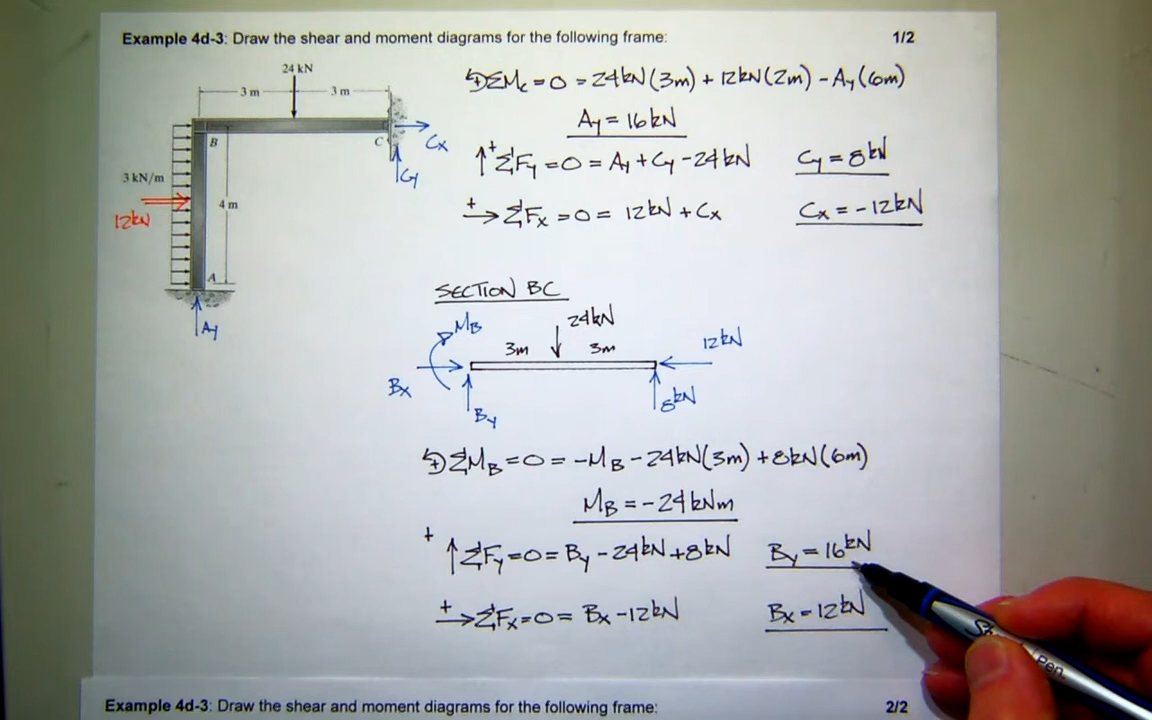 Example 4d-3: Draw the shear and moment diagrams for the following frame: 1/2
24 kN
3 m 3 m
B C Cx
Cy
3 kN/m
4 m
12kN
A
Ay
↺+ ΣMc = 0 = 24kN(3m) + 12kN(2m) - Ay(6m)
Ay = 16kN
↑+ ΣFy = 0 = Ay + Cy - 24kN Cy = 8kN
+→ ΣFx = 0 = 12kN + Cx Cx = -12kN
SECTION BC
MB 24kN
3m 3m 12kN
Bx By 8kN
↺+ ΣMB = 0 = -MB - 24kN(3m) + 8kN(6m)
MB = -24kNm
+↑ ΣFy = 0 = By - 24kN + 8kN By = 16kN
+→ ΣFx = 0 = Bx - 12kN Bx = 12kN
Pen.
Example 4d-3: Draw the shear and moment diagrams for the following frame: 2/2